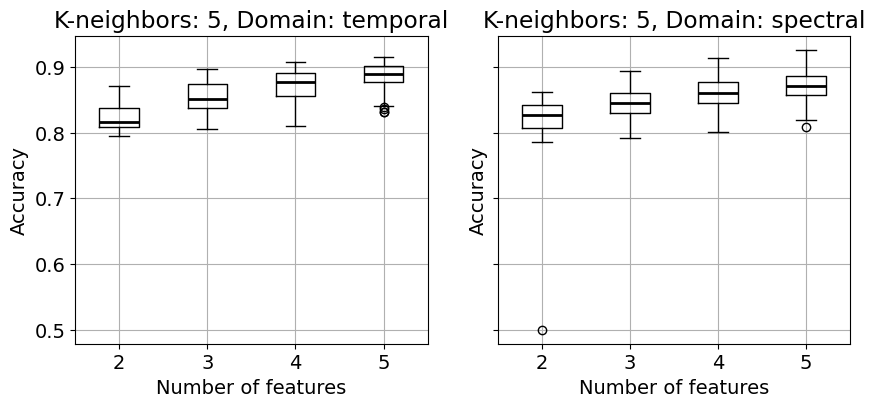 K-neighbors: 5, Domain: temporal
Accuracy
0.9
0.8
0.7
0.6
0.5
2 3 4 5
Number of features
K-neighbors: 5, Domain: spectral
Accuracy
2 3 4 5
Number of features